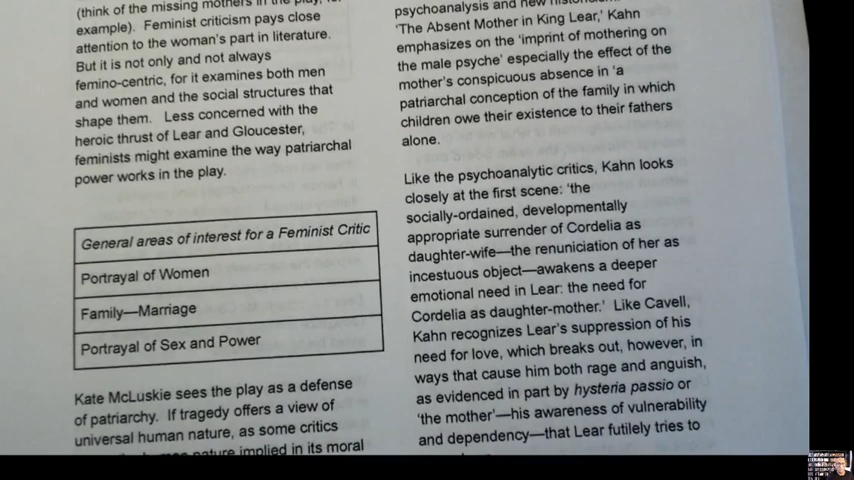 (think of the missing mothers in the play, for
example). Feminist criticism pays close
attention to the woman's part in literature.
But it is not only and not always
femino-centric, for it examines both men
and women and the social structures that
shape them. Less concerned with the
heroic thrust of Lear and Gloucester,
feminists might examine the way patriarchal
power works in the play.
General areas of interest for a Feminist Critic
Portrayal of Women
Family—Marriage
Portrayal of Sex and Power
Kate McLuskie sees the play as a defense
of patriarchy. If tragedy offers a view of
universal human nature, as some critics
nature implied in its moral
psychoanalysis and new
'The Absent Mother in King Lear,' Kahn
emphasizes on the 'imprint of mothering on
the male psyche' especially the effect of the
mother's conspicuous absence in 'a
patriarchal conception of the family in which
children owe their existence to their fathers
alone.
Like the psychoanalytic critics, Kahn looks
closely at the first scene: 'the
socially-ordained, developmentally
appropriate surrender of Cordelia as
daughter-wife—the renuniciation of her as
incestuous object—awakens a deeper
emotional need in Lear: the need for
Cordelia as daughter-mother.' Like Cavell,
Kahn recognizes Lear's suppression of his
need for love, which breaks out, however, in
ways that cause him both rage and anguish,
as evidenced in part by hysteria passio or
'the mother'—his awareness of vulnerability
and dependency—that Lear futilely tries to